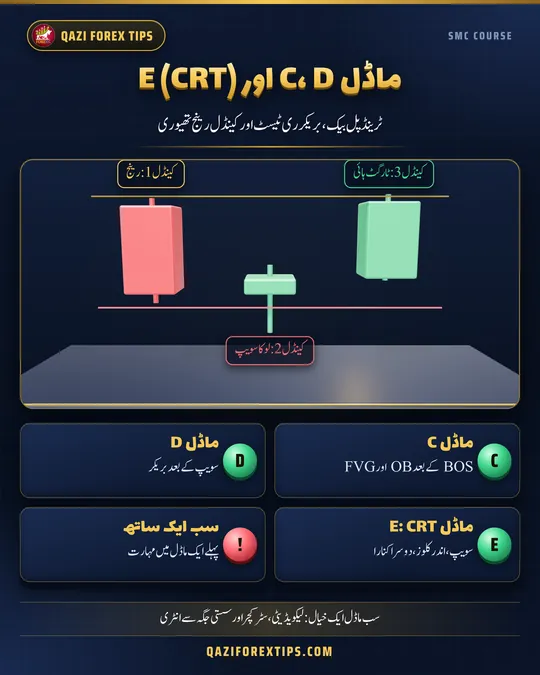 QAZI FOREX TIPS
SMC COURSE
ماڈل C، D اور E (CRT)
ٹرینڈ پل بیک، بریکر ری ٹیسٹ اور کینڈل رینج تھیوری
کینڈل 1: رینج
کینڈل 3: ٹارگٹ ہائی
کینڈل 2: لو کا سویپ
ماڈل C
C
BOS کے بعد OB اور FVG
ماڈل D
D
سویپ کے بعد بریکر
ماڈل E: CRT
E
سویپ، اندر کلوز، دوسرا کنارا
سب ایک ساتھ
!
پہلے ایک ماڈل میں مہارت
سب ماڈل ایک خیال: لیکویڈیٹی، سٹرکچر اور سستی جگہ سے انٹری
QAZIFOREXTIPS.COM